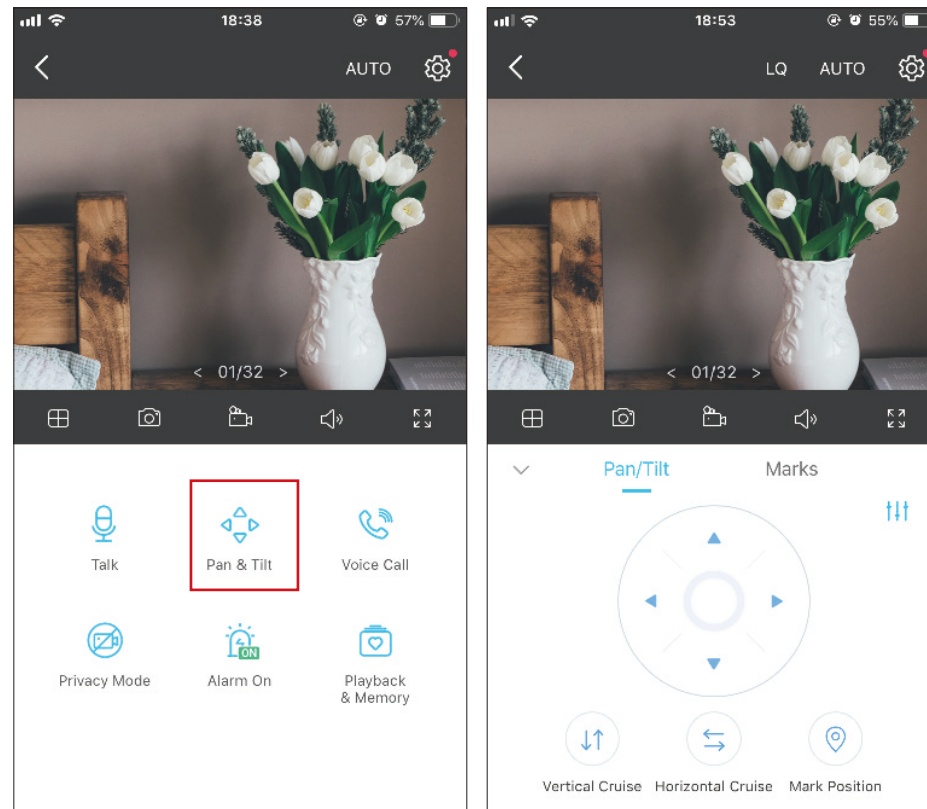 18:38
57%
AUTO
< 01/32 >
Talk
Pan & Tilt
Voice Call
Privacy Mode
ON
Alarm On
Playback
& Memory
18:53
55%
LQ AUTO
< 01/32 >
Pan/Tilt
Marks
Vertical Cruise
Horizontal Cruise
Mark Position